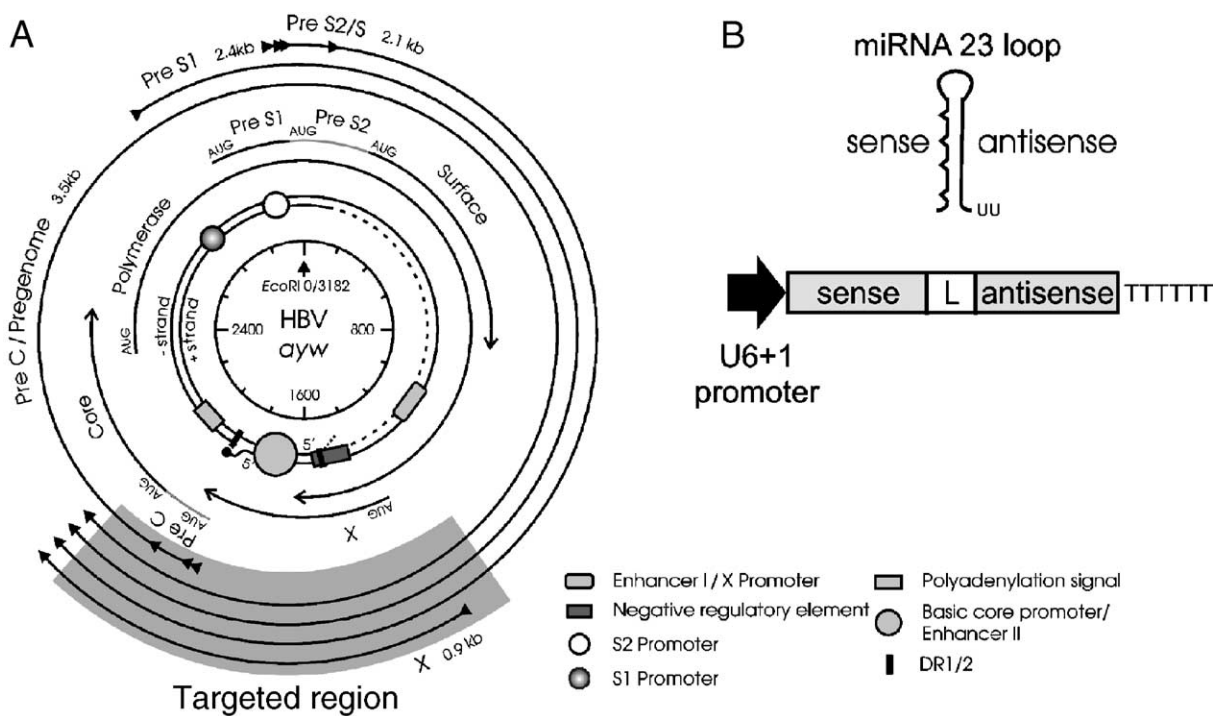 A
Pre S2/S
2.1 kb
Pre S1
2.4kb
Pre S1
AUG
Pre S2
AUG
AUG
Surface
Pre C / Pregenome
3.5kb
Polymerase
AUG
- strand
+ strand
EcoRI 0/3182
2400
HBV
ayw
800
1600
Core
5'
5'
AUG
AUG
Pre C
AUG
X
X
0.9 kb
Targeted region
B
miRNA 23 loop
sense
antisense
UU
sense
L
antisense
TTTTTT
U6+1
promoter
Enhancer I / X Promoter
Negative regulatory element
S2 Promoter
S1 Promoter
Polyadenylation signal
Basic core promoter/
Enhancer II
DR1/2